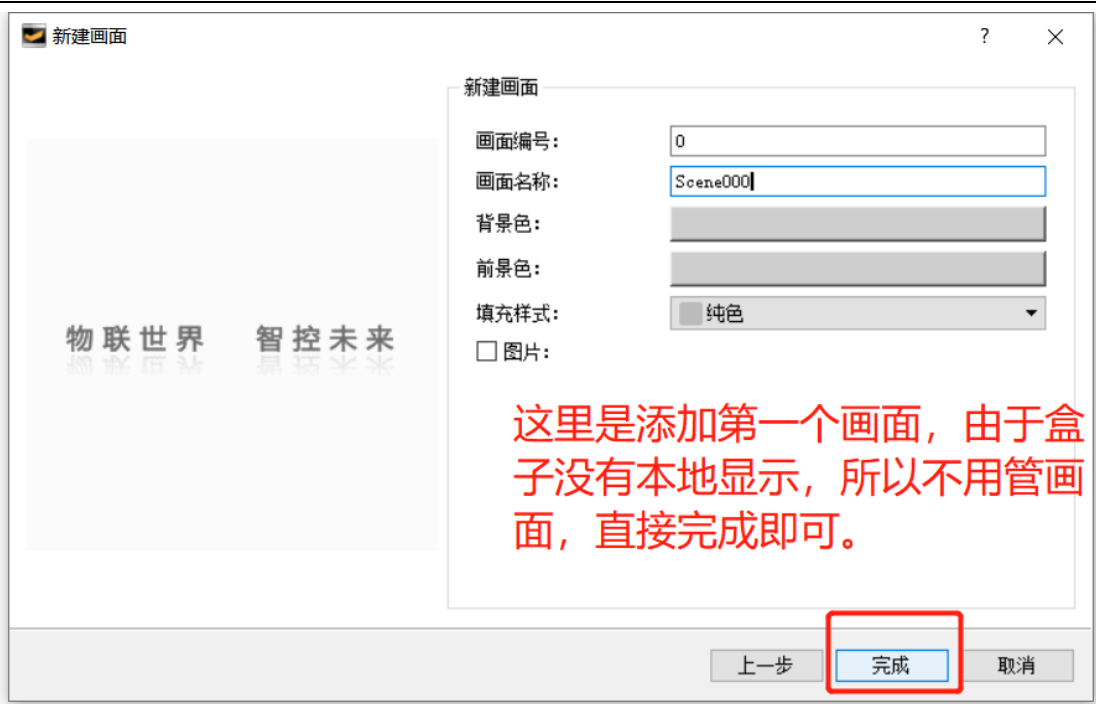 新建画面
?
新建画面
画面编号：
0
画面名称：
Scene000
背景色：
前景色：
填充样式：
纯色
图片：
物联世界 智控未来
这里是添加第一个画面，由于盒
子没有本地显示，所以不用管画
面，直接完成即可。
上一步
完成
取消